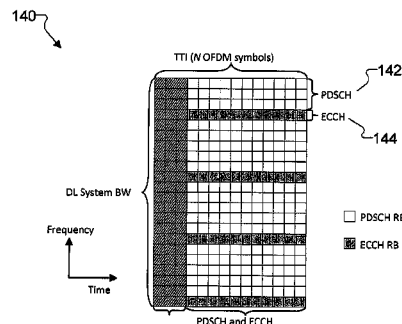 140
TTI (N OFDM symbols)
142
PDSCH
ECCH
144
DL System BW
PDSCH RE
ECCH RB
Frequency
Time
PDSCH and ECCH